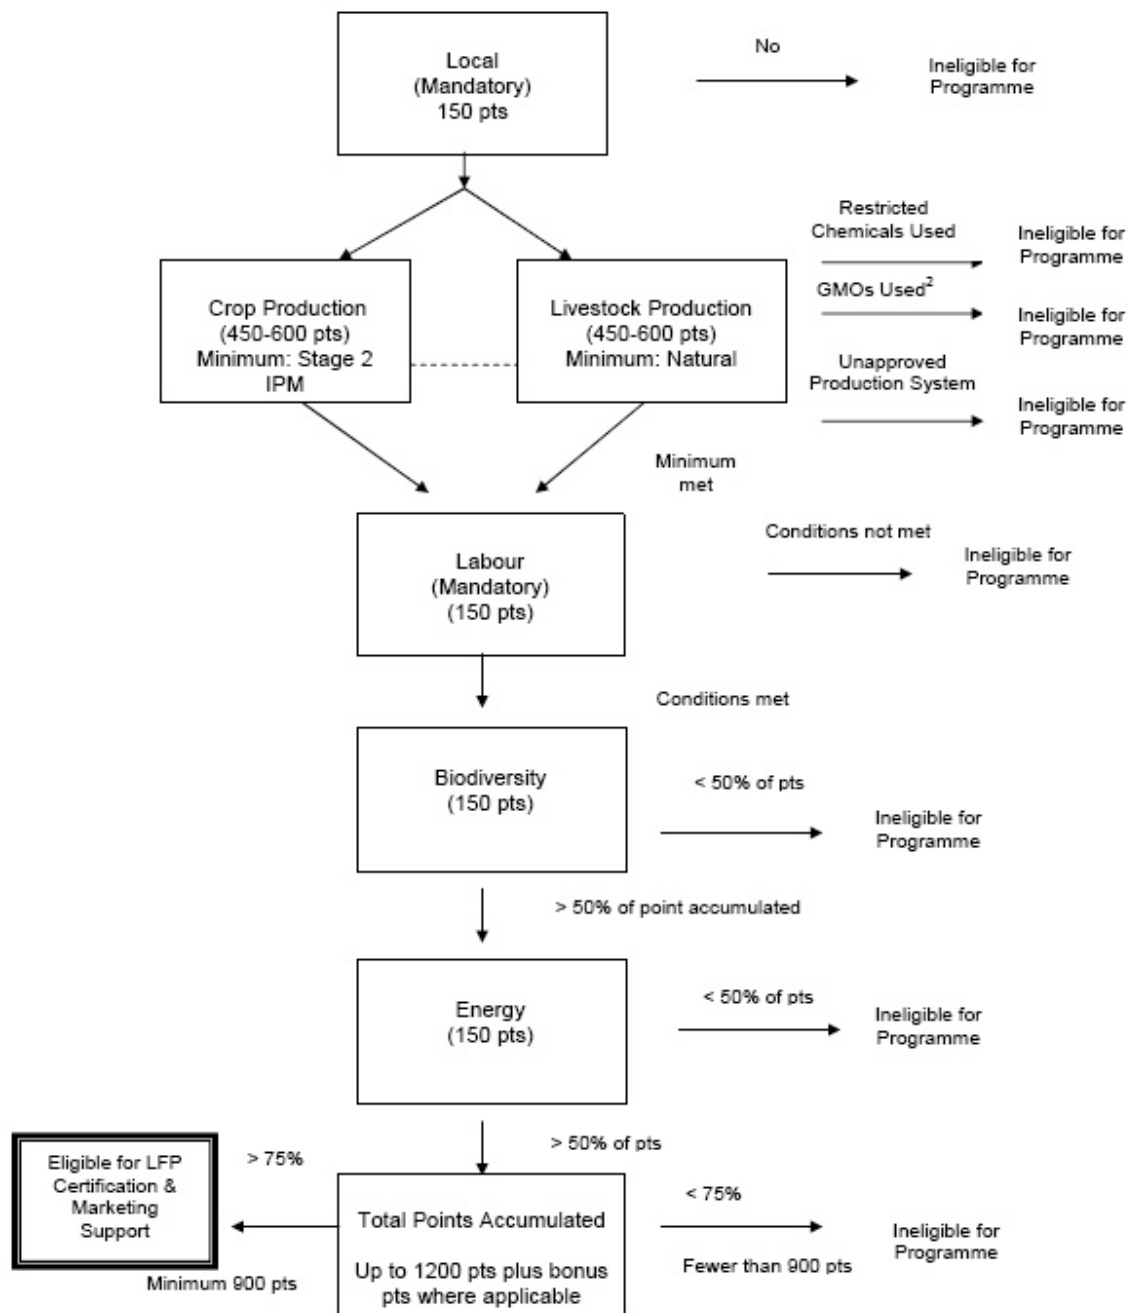 Local
(Mandatory)
150 pts
No
Ineligible for
Programme
Crop Production
(450-600 pts)
Minimum: Stage 2
IPM
Livestock Production
(450-600 pts)
Minimum: Natural
Restricted
Chemicals Used
Ineligible for
Programme
GMOs Used²
Ineligible for
Programme
Unapproved
Production System
Ineligible for
Programme
Minimum
met
Labour
(Mandatory)
(150 pts)
Conditions not met
Ineligible for
Programme
Conditions met
Biodiversity
(150 pts)
< 50% of pts
Ineligible for
Programme
> 50% of point accumulated
Energy
(150 pts)
< 50% of pts
Ineligible for
Programme
> 50% of pts
Eligible for LFP
Certification &
Marketing
Support
> 75%
Minimum 900 pts
Total Points Accumulated
Up to 1200 pts plus bonus
pts where applicable
< 75%
Fewer than 900 pts
Ineligible for
Programme